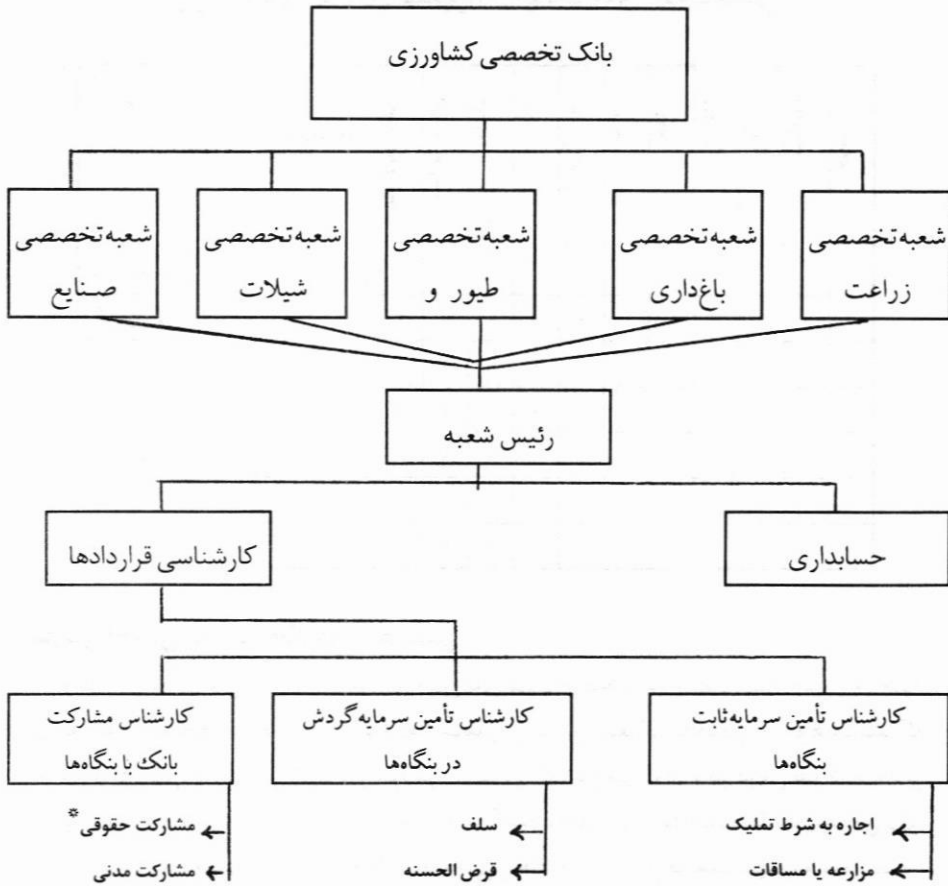 بانک تخصصی کشاورزی
شعبه تخصصی
زراعت
شعبه تخصصی
باغ‌داری
شعبه تخصصی
طیور و
شعبه تخصصی
شیلات
شعبه تخصصی
صنایع
رئیس شعبه
حسابداری
کارشناسی قراردادها
کارشناس تأمین سرمایه ثابت
بنگاه‌ها
اجاره به شرط تملیک
مزارعه یا مساقات
کارشناس تأمین سرمایه گردش
در بنگاه‌ها
سلف
قرض الحسنه
کارشناس مشارکت
بانک با بنگاه‌ها
مشارکت حقوقی*
مشارکت مدنی